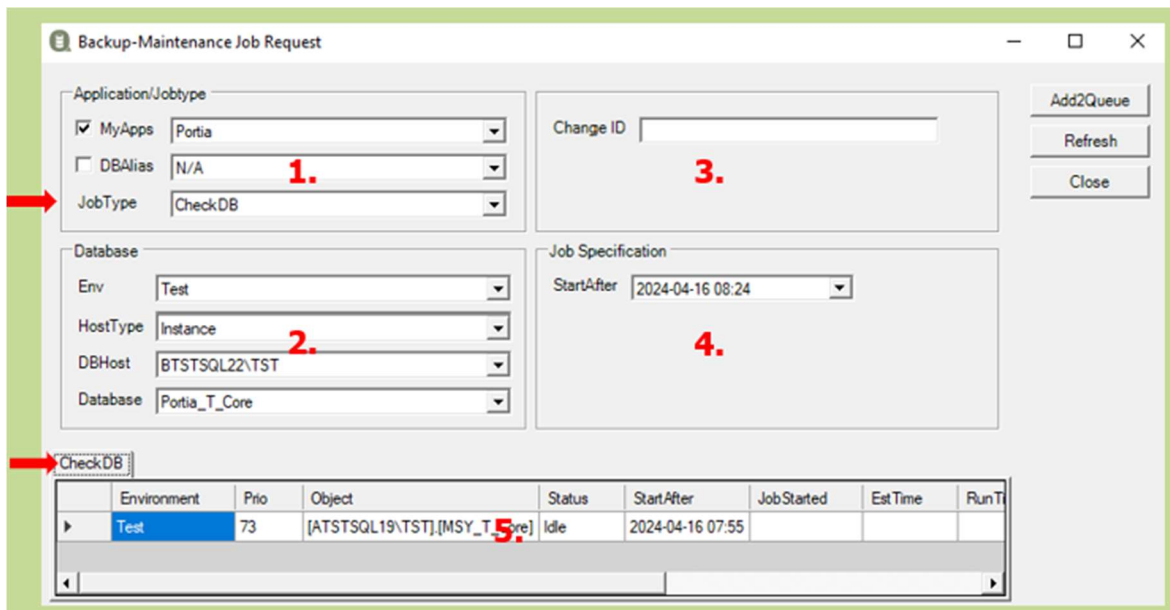 Backup-Maintenance Job Request
Application/Jobtype
MyApps Portia
DBAlias N/A
1.
JobType CheckDB
Change ID
3.
Add2Queue
Refresh
Close
Database
Env Test
HostType Instance
2.
DBHost BTSTSQL22\TST
Database Portia_T_Core
Job Specification
StartAfter 2024-04-16 08:24
4.
CheckDB
Environment Prio Object Status StartAfter JobStarted EstTime RunTi
Test 73 [ATSTSQL19\TST].[MSY_T_Core] Idle 2024-04-16 07:55
5.